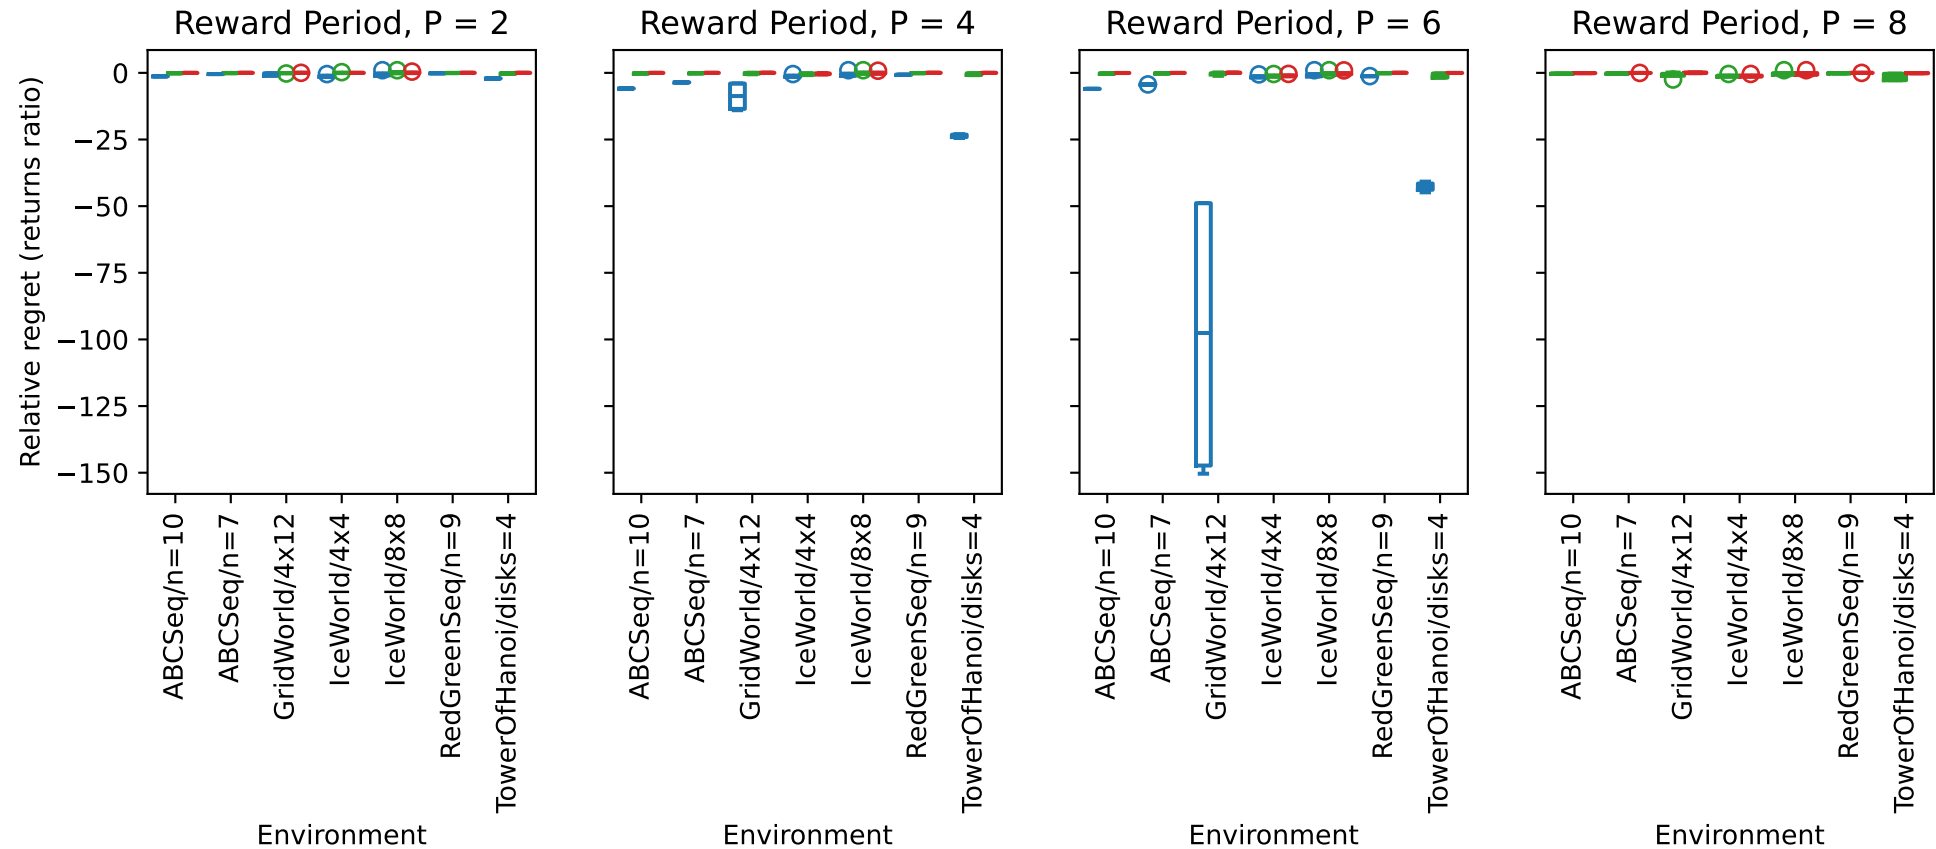 Reward Period, P = 2
Reward Period, P = 4
Reward Period, P = 6
Reward Period, P = 8
Relative regret (returns ratio)
0
−25
−50
−75
−100
−125
−150
ABCSeq/n=10
ABCSeq/n=7
GridWorld/4x12
IceWorld/4x4
IceWorld/8x8
RedGreenSeq/n=9
TowerOfHanoi/disks=4
ABCSeq/n=10
ABCSeq/n=7
GridWorld/4x12
IceWorld/4x4
IceWorld/8x8
RedGreenSeq/n=9
TowerOfHanoi/disks=4
ABCSeq/n=10
ABCSeq/n=7
GridWorld/4x12
IceWorld/4x4
IceWorld/8x8
RedGreenSeq/n=9
TowerOfHanoi/disks=4
ABCSeq/n=10
ABCSeq/n=7
GridWorld/4x12
IceWorld/4x4
IceWorld/8x8
RedGreenSeq/n=9
TowerOfHanoi/disks=4
Environment
Environment
Environment
Environment